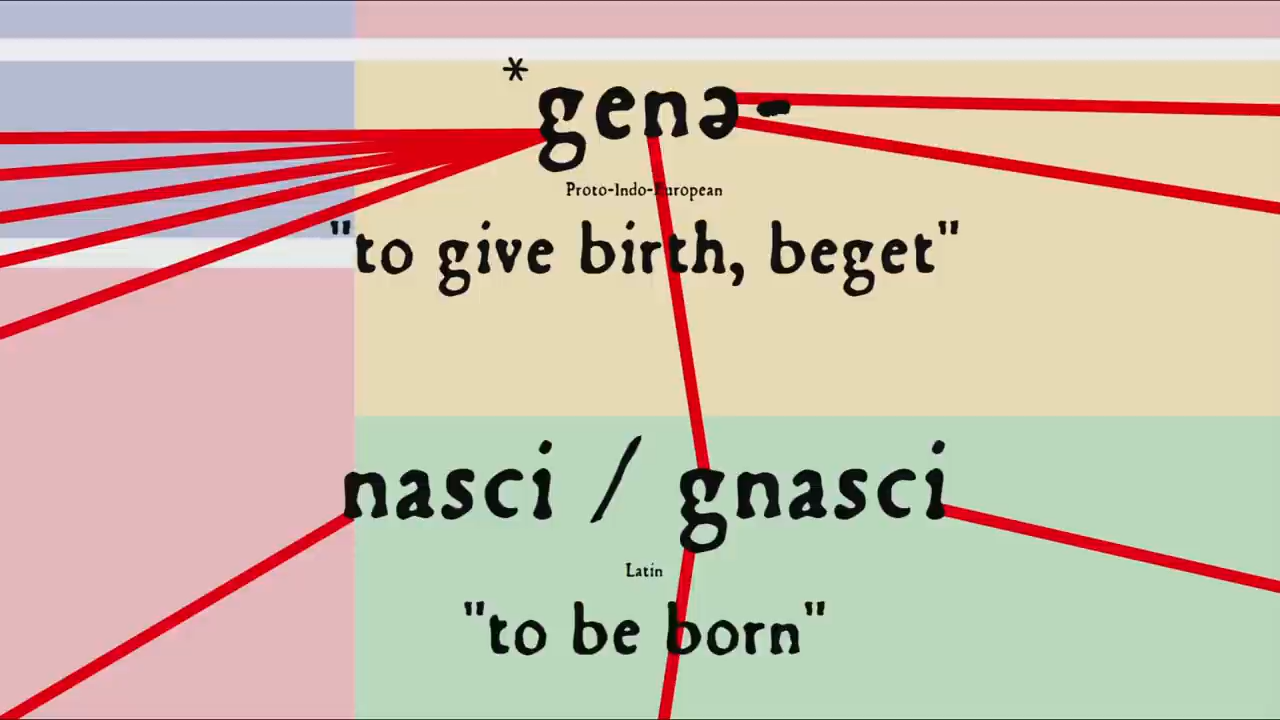 *genə-
Proto-Indo-European
"to give birth, beget"
nasci / gnasci
Latin
"to be born"